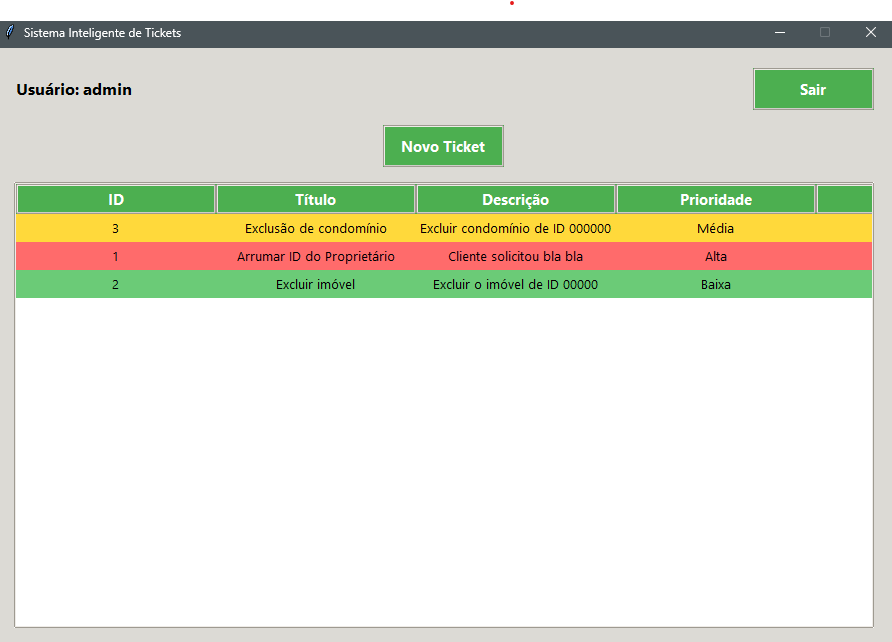 Sistema Inteligente de Tickets
Usuário: admin
Sair
Novo Ticket
ID Título Descrição Prioridade
3 Exclusão de condomínio Excluir condomínio de ID 000000 Média
1 Arrumar ID do Proprietário Cliente solicitou bla bla Alta
2 Excluir imóvel Excluir o imóvel de ID 00000 Baixa